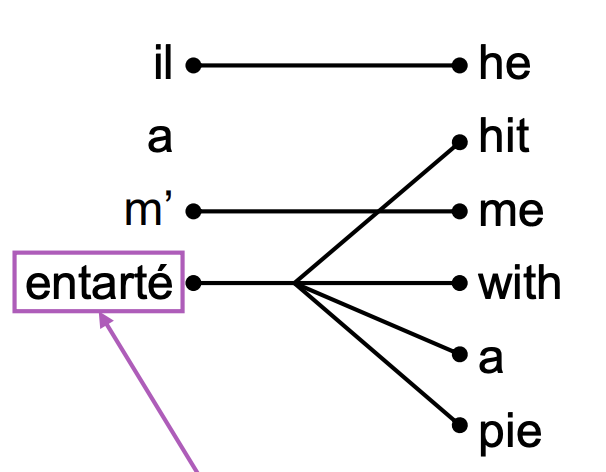 il he
a hit
m’ me
entarté with
a
pie